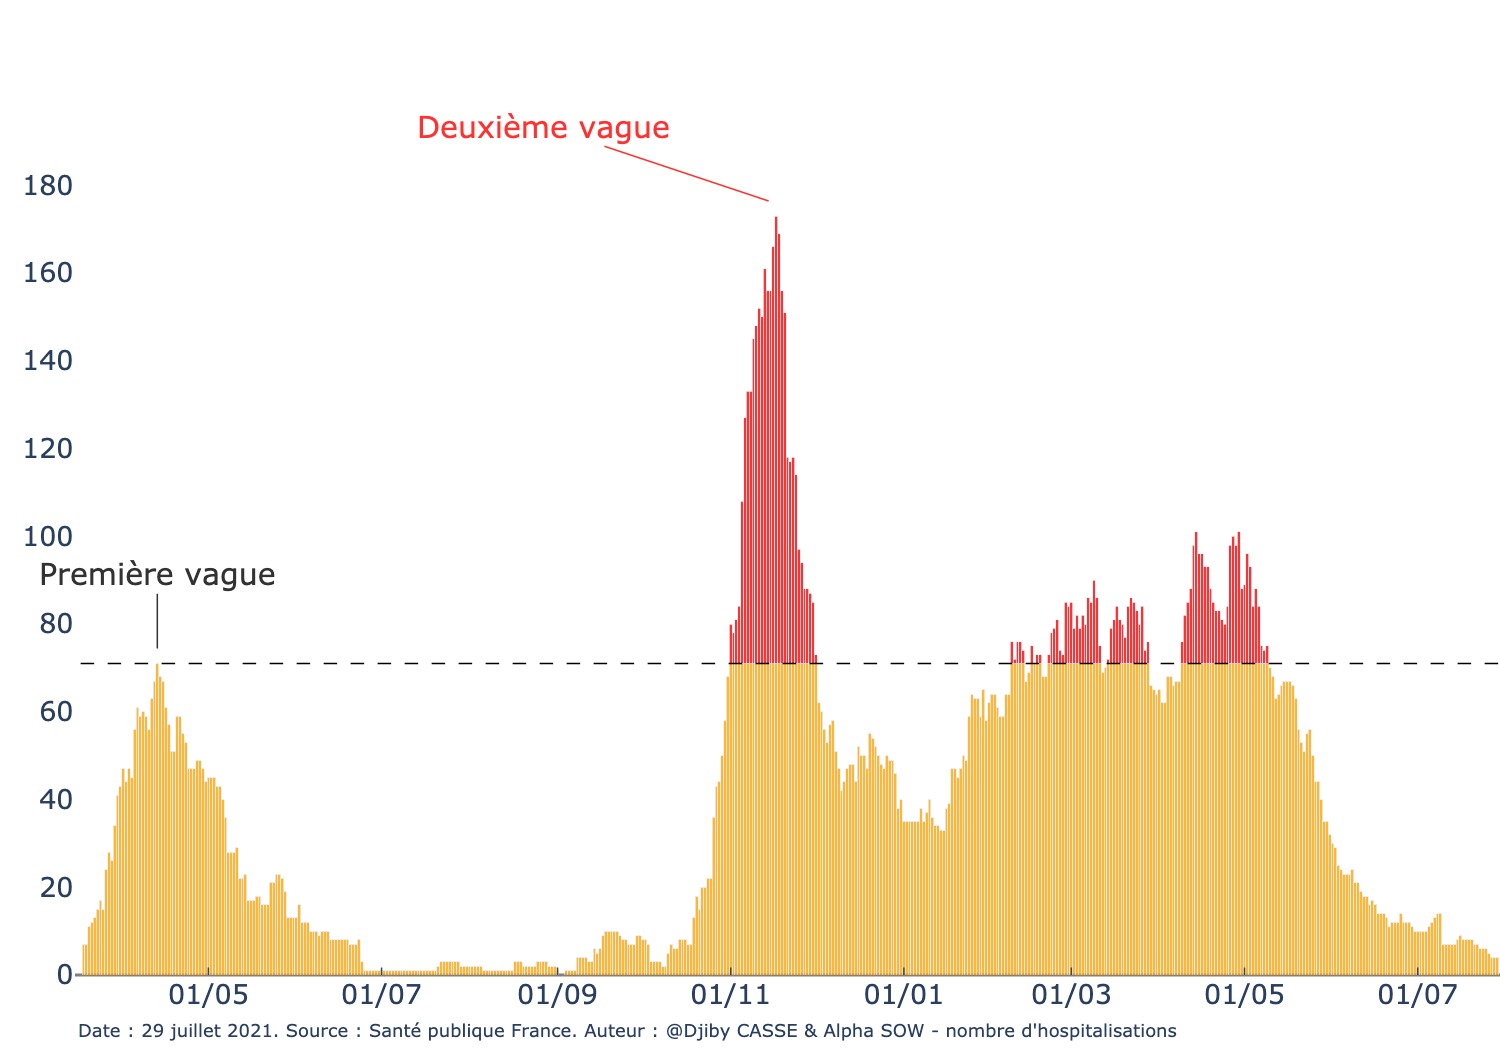 Deuxième vague
180
160
140
120
100
Première vague
80
60
40
20
0
01/05 01/07 01/09 01/11 01/01 01/03 01/05 01/07
Date : 29 juillet 2021. Source : Santé publique France. Auteur : @Djiby CASSE & Alpha SOW - nombre d'hospitalisations